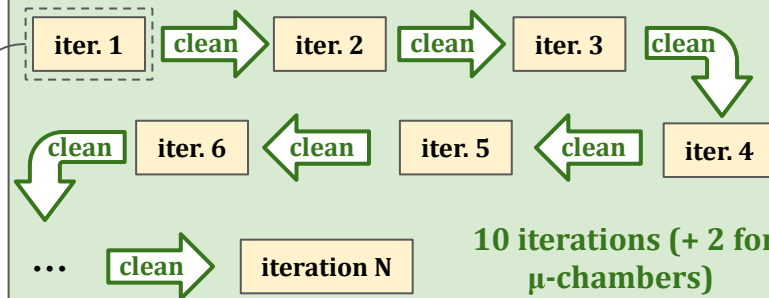 iter. 1 clean iter. 2 clean iter. 3 clean
clean iter. 6 clean iter. 5 clean iter. 4
... clean iteration N
10 iterations (+ 2 for
μ-chambers)